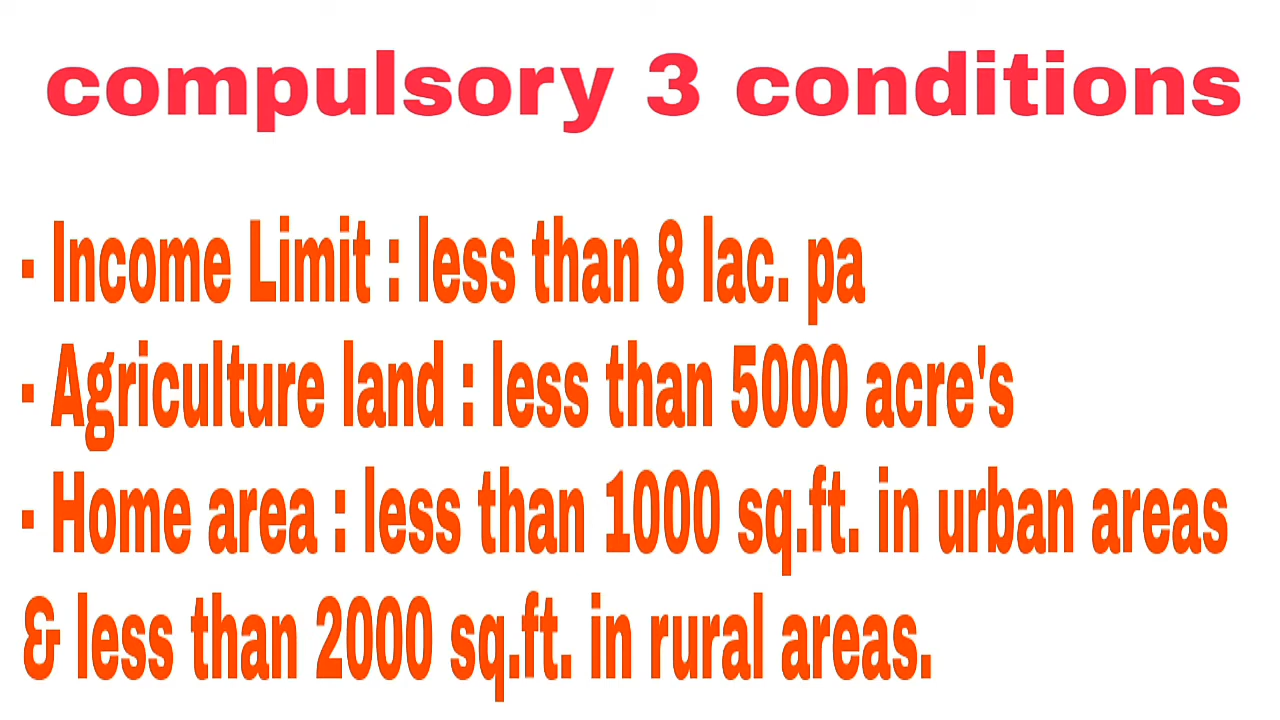 compulsory 3 conditions
- Income Limit : less than 8 lac. pa
- Agriculture land : less than 5000 acre's
- Home area : less than 1000 sq.ft. in urban areas
& less than 2000 sq.ft. in rural areas.